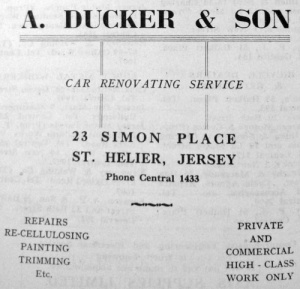 A. DUCKER & SON
CAR RENOVATING SERVICE
23 SIMON PLACE
ST. HELIER, JERSEY
Phone Central 1433
REPAIRS
RE-CELLULOSING
PAINTING
TRIMMING
Etc.
PRIVATE
AND
COMMERCIAL
HIGH - CLASS
WORK ONLY